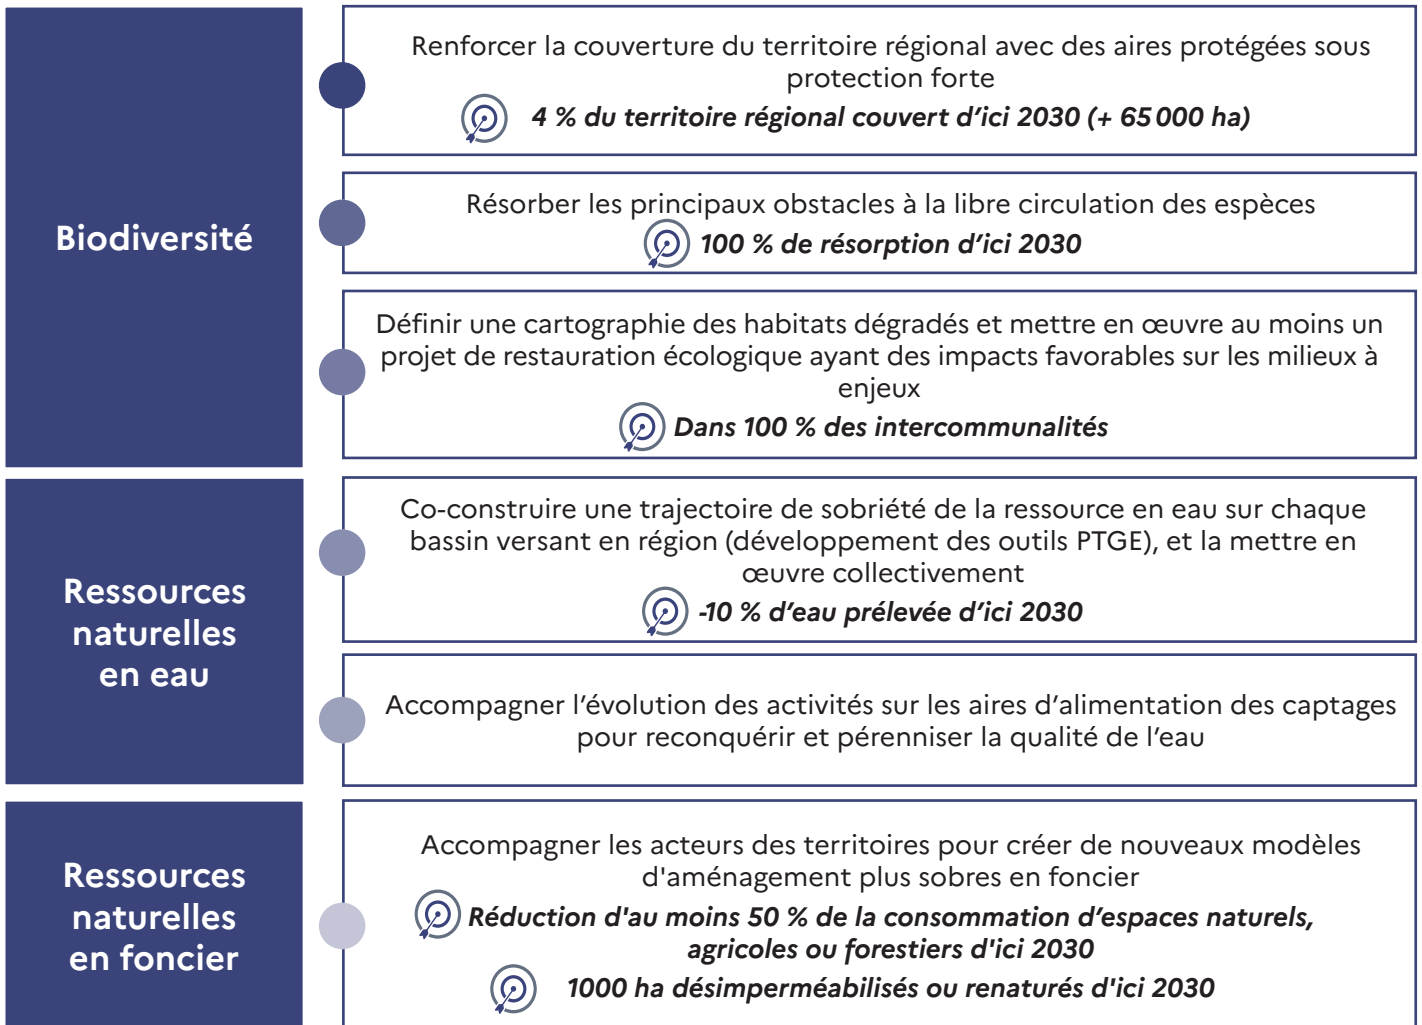 Biodiversité
Renforcer la couverture du territoire régional avec des aires protégées sous
protection forte
4 % du territoire régional couvert d’ici 2030 (+ 65 000 ha)
Résorber les principaux obstacles à la libre circulation des espèces
100 % de résorption d’ici 2030
Définir une cartographie des habitats dégradés et mettre en œuvre au moins un
projet de restauration écologique ayant des impacts favorables sur les milieux à
enjeux
Dans 100 % des intercommunalités
Ressources
naturelles
en eau
Co-construire une trajectoire de sobriété de la ressource en eau sur chaque
bassin versant en région (développement des outils PTGE), et la mettre en
œuvre collectivement
-10 % d’eau prélevée d’ici 2030
Accompagner l’évolution des activités sur les aires d’alimentation des captages
pour reconquérir et pérenniser la qualité de l’eau
Ressources
naturelles
en foncier
Accompagner les acteurs des territoires pour créer de nouveaux modèles
d'aménagement plus sobres en foncier
Réduction d'au moins 50 % de la consommation d’espaces naturels,
agricoles ou forestiers d'ici 2030
1000 ha désimperméabilisés ou renaturés d'ici 2030